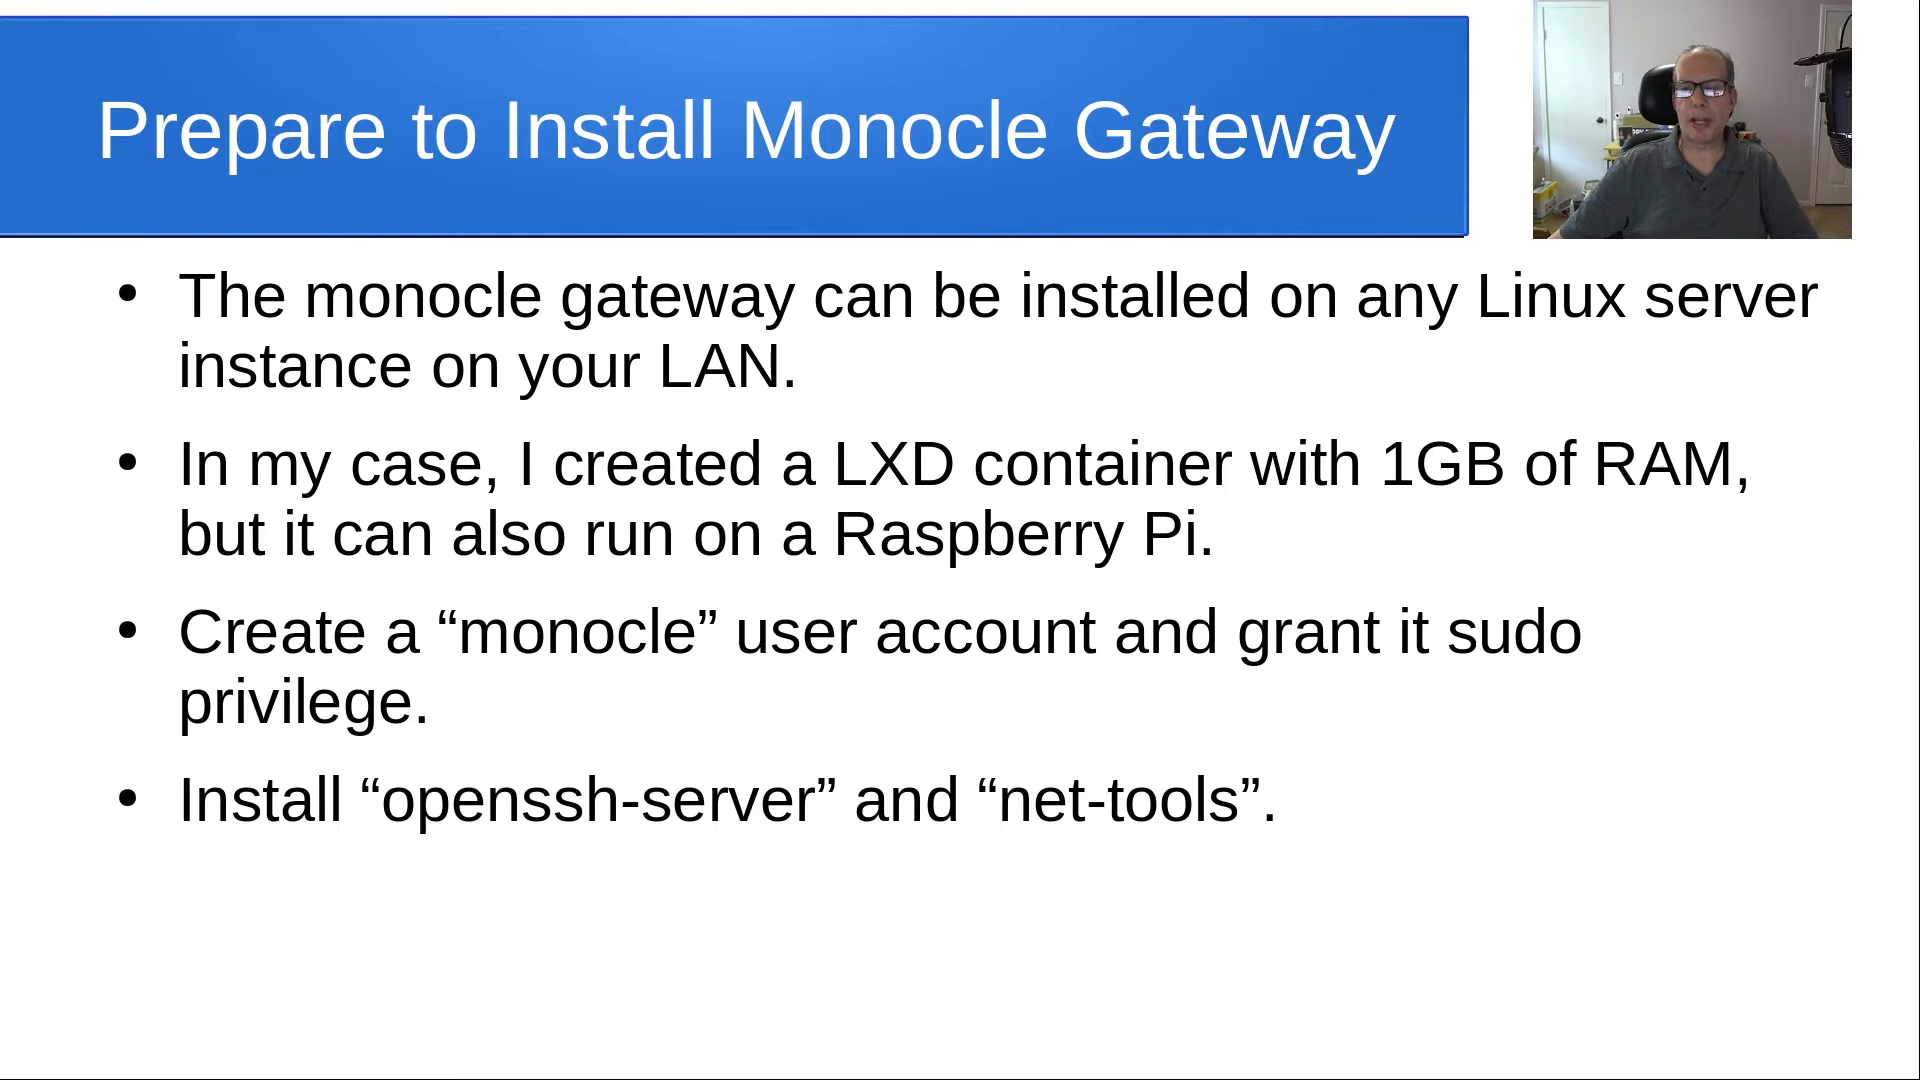 Prepare to Install Monocle Gateway
• The monocle gateway can be installed on any Linux server
instance on your LAN.
• In my case, I created a LXD container with 1GB of RAM,
but it can also run on a Raspberry Pi.
• Create a “monocle” user account and grant it sudo
privilege.
• Install “openssh-server” and “net-tools”.